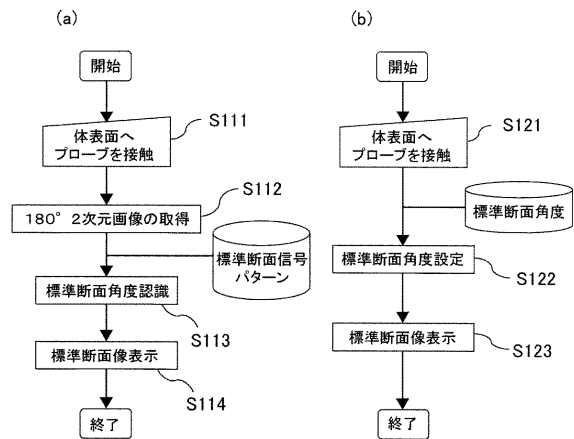 (a)
開始
体表面へ
プローブを接触
S111
180° 2次元画像の取得
S112
標準断面信号
パターン
標準断面角度認識
S113
標準断面像表示
S114
終了
(b)
開始
体表面へ
プローブを接触
S121
標準断面角度
標準断面角度設定
S122
標準断面像表示
S123
終了